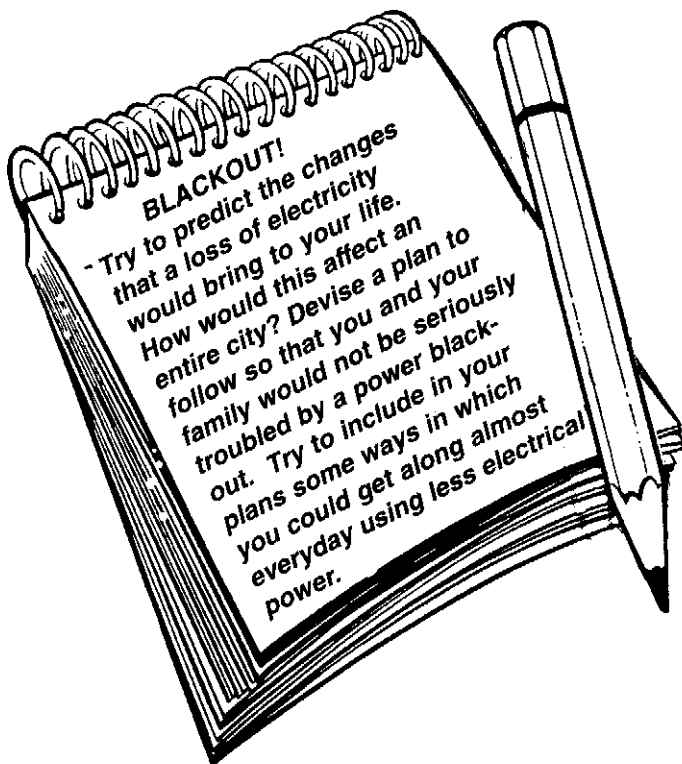 BLACKOUT!
- Try to predict the changes
that a loss of electricity
would bring to your life.
How would this affect an
entire city? Devise a plan to
follow so that you and your
family would not be seriously
troubled by a power black-
out. Try to include in your
plans some ways in which
you could get along almost
everyday using less electrical
power.